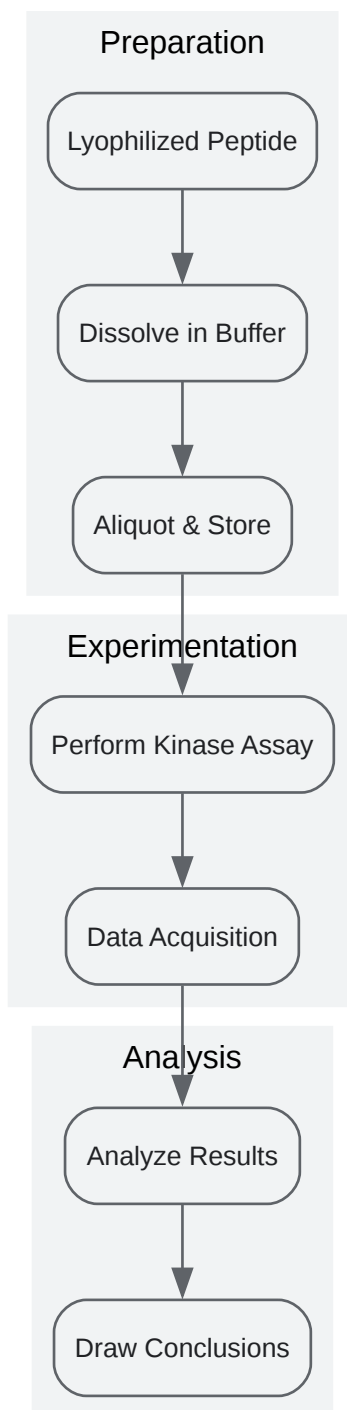 Preparation
Lyophilized Peptide
Dissolve in Buffer
Aliquot & Store
Experimentation
Perform Kinase Assay
Data Acquisition
Analysis
Analyze Results
Draw Conclusions